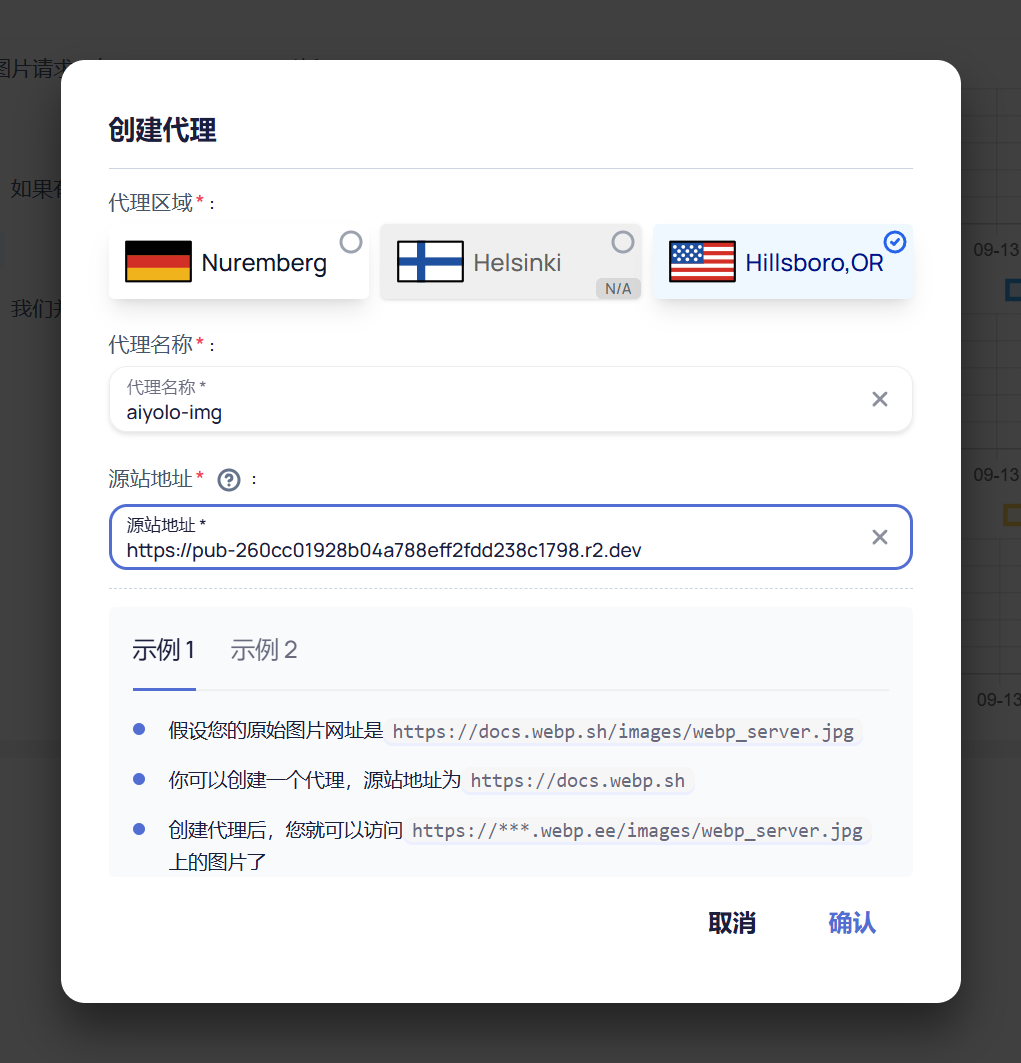 图片请求
创建代理
如果
代理区域*：
Nuremberg
Helsinki
N/A
Hillsboro,OR
09-13
我们
代理名称*：
代理名称 *
aiyolo-img
09-13
源站地址* ? ：
源站地址 *
https://pub-260cc01928b04a788eff2fdd238c1798.r2.dev
示例 1 示例 2
09-13
假设您的原始图片网址是 https://docs.webp.sh/images/webp_server.jpg
你可以创建一个代理，源站地址为 https://docs.webp.sh
创建代理后，您就可以访问 https://***.webp.ee/images/webp_server.jpg
上的图片了
取消 确认